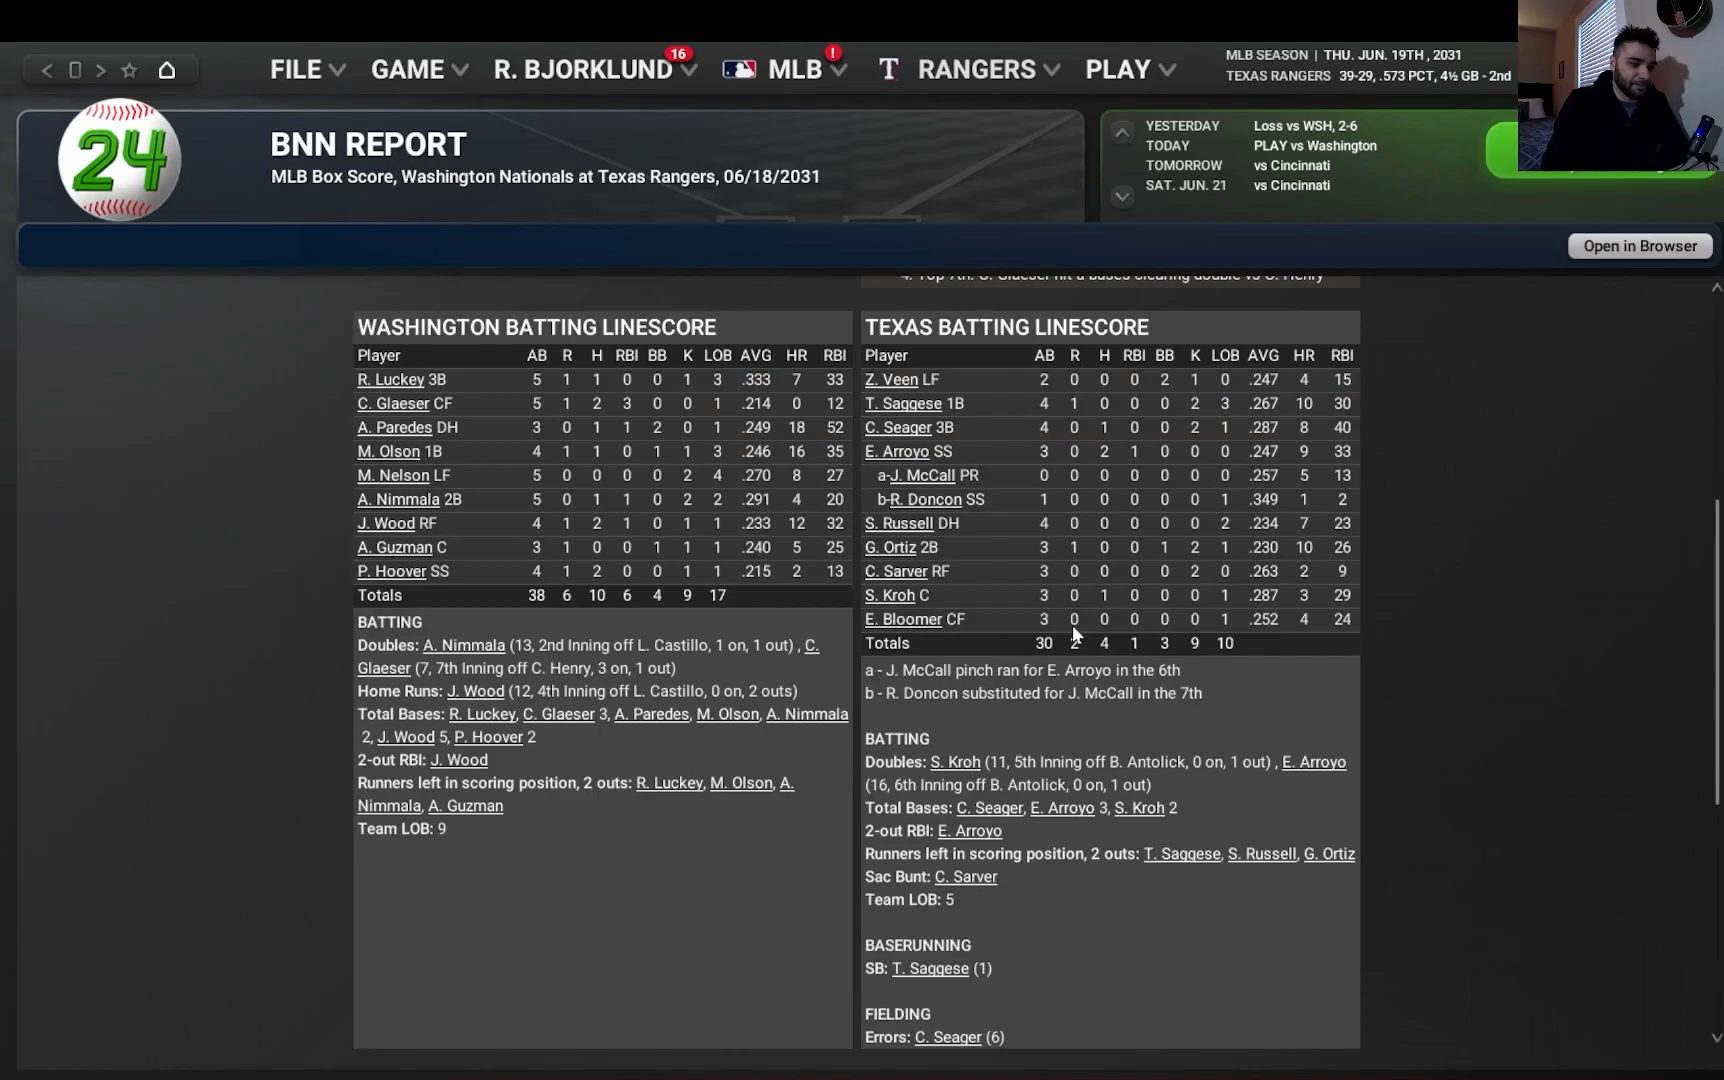 FILE GAME R. BJORKLUND 16 MLB ! T RANGERS PLAY
MLB SEASON | THU. JUN. 19TH , 2031
TEXAS RANGERS 39-29, .573 PCT, 4½ GB - 2nd
24
BNN REPORT
MLB Box Score, Washington Nationals at Texas Rangers, 06/18/2031
YESTERDAY Loss vs WSH, 2-6
TODAY PLAY vs Washington
TOMORROW vs Cincinnati
SAT. JUN. 21 vs Cincinnati
Open in Browser
4. Top 7th: C. Glaeser hit a bases clearing double vs C. Henry
WASHINGTON BATTING LINESCORE
Player AB R H RBI BB K LOB AVG HR RBI
R. Luckey 3B 5 1 1 0 0 1 3 .333 7 33
C. Glaeser CF 5 1 2 3 0 0 1 .214 0 12
A. Paredes DH 3 0 1 1 2 0 1 .249 18 52
M. Olson 1B 4 1 1 0 1 1 3 .246 16 35
M. Nelson LF 5 0 0 0 0 2 4 .270 8 27
A. Nimmala 2B 5 0 1 1 0 2 2 .291 4 20
J. Wood RF 4 1 2 1 0 1 1 .233 12 32
A. Guzman C 3 1 0 0 1 1 1 .240 5 25
P. Hoover SS 4 1 2 0 0 1 1 .215 2 13
Totals 38 6 10 6 4 9 17
BATTING
Doubles: A. Nimmala (13, 2nd Inning off L. Castillo, 1 on, 1 out) , C.
Glaeser (7, 7th Inning off C. Henry, 3 on, 1 out)
Home Runs: J. Wood (12, 4th Inning off L. Castillo, 0 on, 2 outs)
Total Bases: R. Luckey, C. Glaeser 3, A. Paredes, M. Olson, A. Nimmala
2, J. Wood 5, P. Hoover 2
2-out RBI: J. Wood
Runners left in scoring position, 2 outs: R. Luckey, M. Olson, A.
Nimmala, A. Guzman
Team LOB: 9
TEXAS BATTING LINESCORE
Player AB R H RBI BB K LOB AVG HR RBI
Z. Veen LF 2 0 0 0 2 1 0 .247 4 15
T. Saggese 1B 4 1 0 0 0 2 3 .267 10 30
C. Seager 3B 4 0 1 0 0 2 1 .287 8 40
E. Arroyo SS 3 0 2 1 0 0 0 .247 9 33
a-J. McCall PR 0 0 0 0 0 0 0 .257 5 13
b-R. Doncon SS 1 0 0 0 0 0 1 .349 1 2
S. Russell DH 4 0 0 0 0 0 2 .234 7 23
G. Ortiz 2B 3 1 0 0 1 2 1 .230 10 26
C. Sarver RF 3 0 0 0 0 2 0 .263 2 9
S. Kroh C 3 0 1 0 0 0 1 .287 3 29
E. Bloomer CF 3 0 0 0 0 0 1 .252 4 24
Totals 30 2 4 1 3 9 10
a - J. McCall pinch ran for E. Arroyo in the 6th
b - R. Doncon substituted for J. McCall in the 7th
BATTING
Doubles: S. Kroh (11, 5th Inning off B. Antolick, 0 on, 1 out) , E. Arroyo
(16, 6th Inning off B. Antolick, 0 on, 1 out)
Total Bases: C. Seager, E. Arroyo 3, S. Kroh 2
2-out RBI: E. Arroyo
Runners left in scoring position, 2 outs: T. Saggese, S. Russell, G. Ortiz
Sac Bunt: C. Sarver
Team LOB: 5
BASERUNNING
SB: T. Saggese (1)
FIELDING
Errors: C. Seager (6)